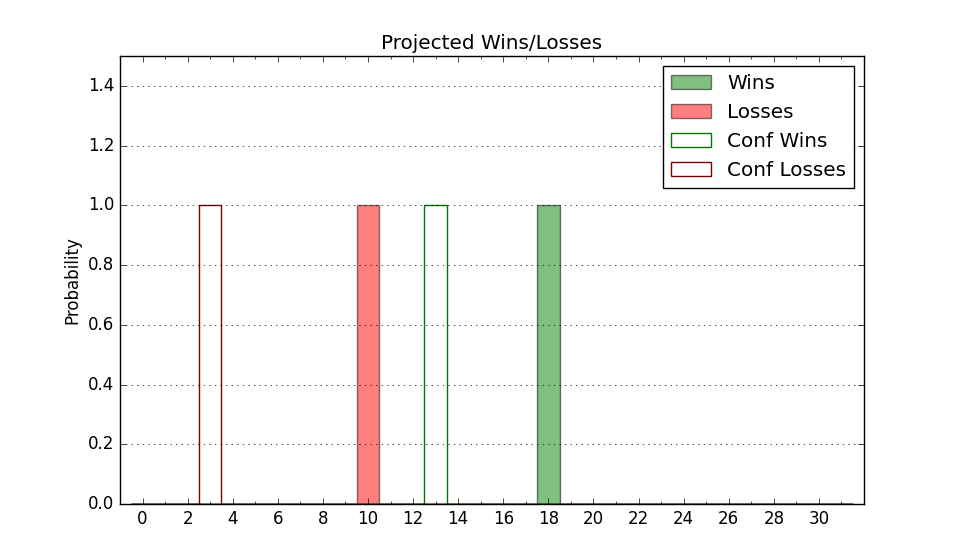 Projected Wins/Losses
Wins
Losses
Conf Wins
Conf Losses
Probability
1.4
1.2
1.0
0.8
0.6
0.4
0.2
0.0
0 2 4 6 8 10 12 14 16 18 20 22 24 26 28 30